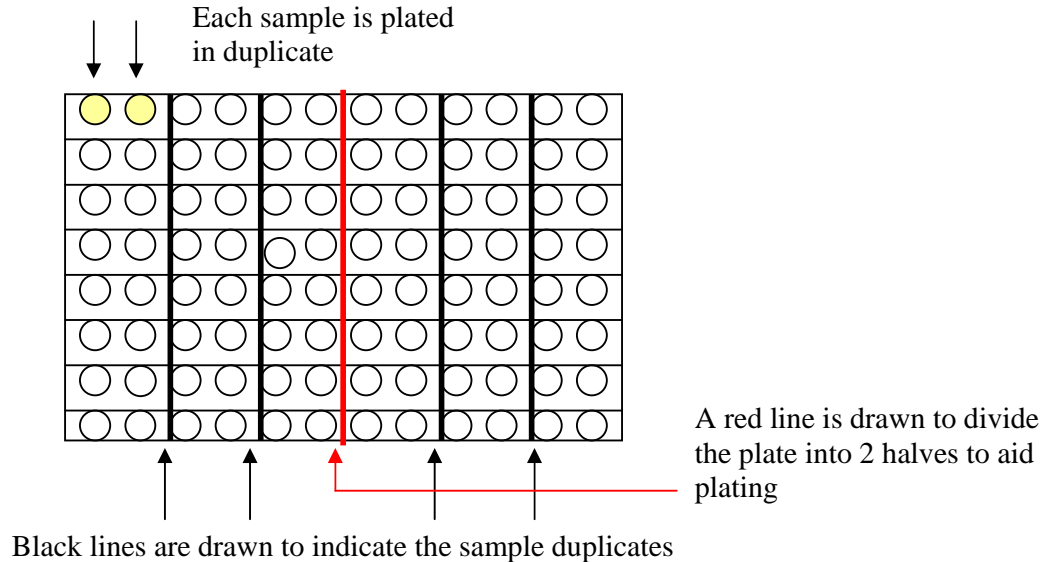 Each sample is plated
in duplicate
A red line is drawn to divide
the plate into 2 halves to aid
plating
Black lines are drawn to indicate the sample duplicates